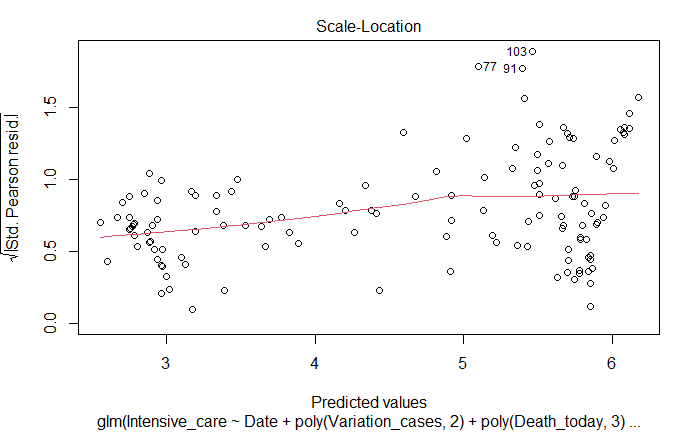 Scale-Location
√|Std. Pearson resid.|
0.0 0.5 1.0 1.5
103
77 91
3 4 5 6
Predicted values
glm(Intensive_care ~ Date + poly(Variation_cases, 2) + poly(Death_today, 3) ...